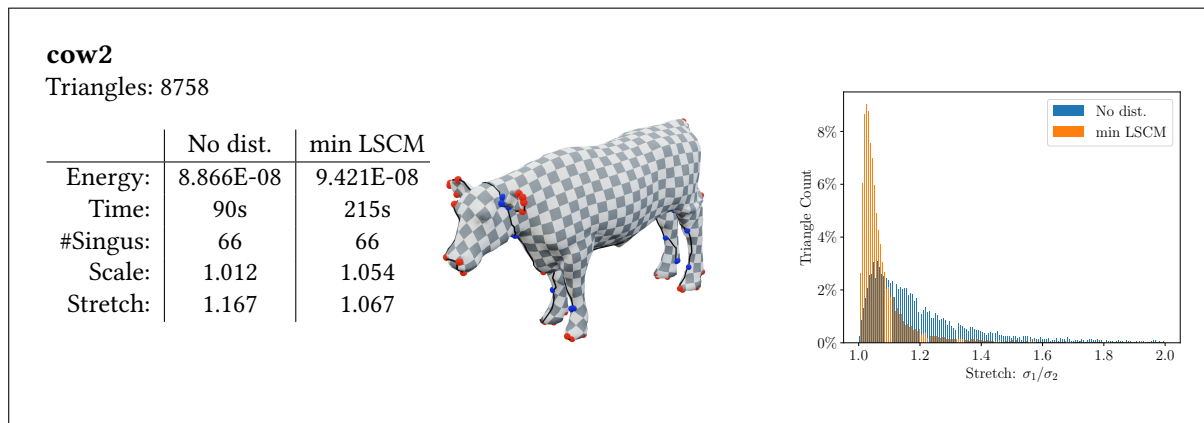 cow2
Triangles: 8758
No dist. min LSCM
Energy: 8.866E-08 9.421E-08
Time: 90s 215s
#Singus: 66 66
Scale: 1.012 1.054
Stretch: 1.167 1.067
No dist.
min LSCM
8%
6%
4%
2%
0%
Triangle Count
1.0 1.2 1.4 1.6 1.8 2.0
Stretch: σ₁/σ₂